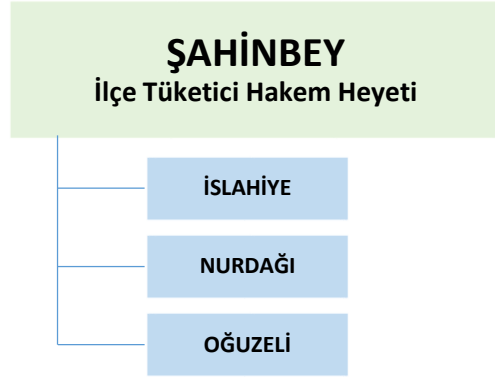 ŞAHİNBEY
İlçe Tüketici Hakem Heyeti
İSLAHİYE
NURDAĞI
OĞUZELİ